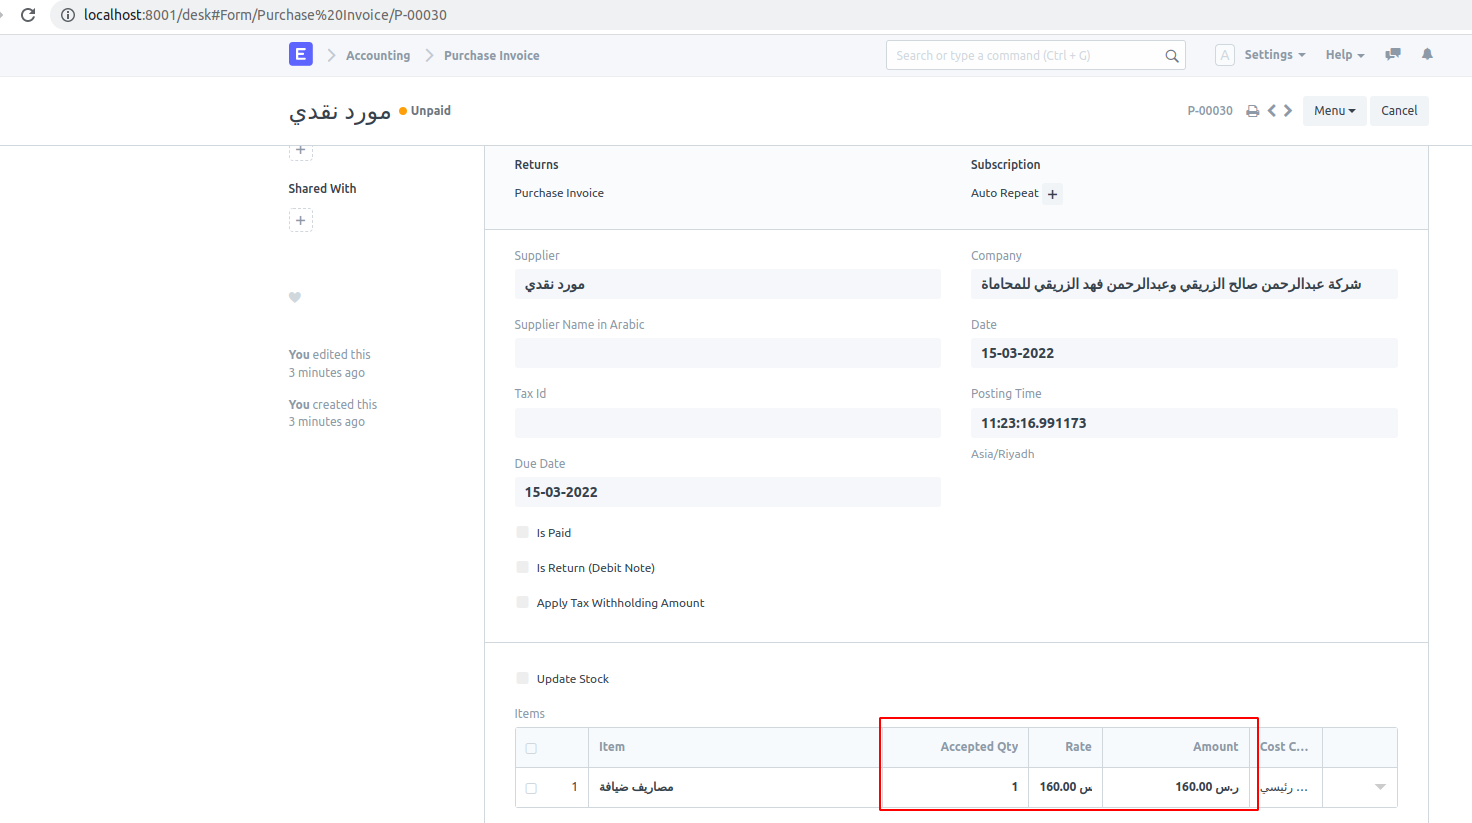 localhost:8001/desk#Form/Purchase%20Invoice/P-00030
E Accounting Purchase Invoice Search or type a command (Ctrl + G) A Settings Help
مورد نقدي Unpaid P-00030 Menu Cancel
Returns Subscription
Shared With
Purchase Invoice Auto Repeat +
Supplier Company
مورد نقدي شركة عبدالرحمن صالح الزريقي وعبدالرحمن فهد الزريقي للمحاماة
Supplier Name in Arabic Date
15-03-2022
You edited this
3 minutes ago
Tax Id Posting Time
You created this
3 minutes ago
11:23:16.991173
Asia/Riyadh
Due Date
15-03-2022
Is Paid
Is Return (Debit Note)
Apply Tax Withholding Amount
Update Stock
Items
Item Accepted Qty Rate Amount Cost C...
1 مصاريف ضيافة 1 160.00 س 160.00 ر.س رئيسي ...